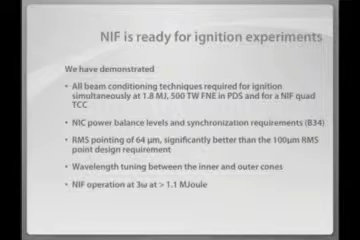 NIF is ready for ignition experiments
We have demonstrated
• All beam conditioning techniques required for ignition
simultaneously at 1.8 MJ, 500 TW FNE in PDS and for a NIF quad
TCC
• NIC power balance levels and synchronization requirements (B34)
• RMS pointing of 64 µm, significantly better than the 100µm RMS
point design requirement
• Wavelength tuning between the inner and outer cones
• NIF operation at 3ω at > 1.1 MJoule